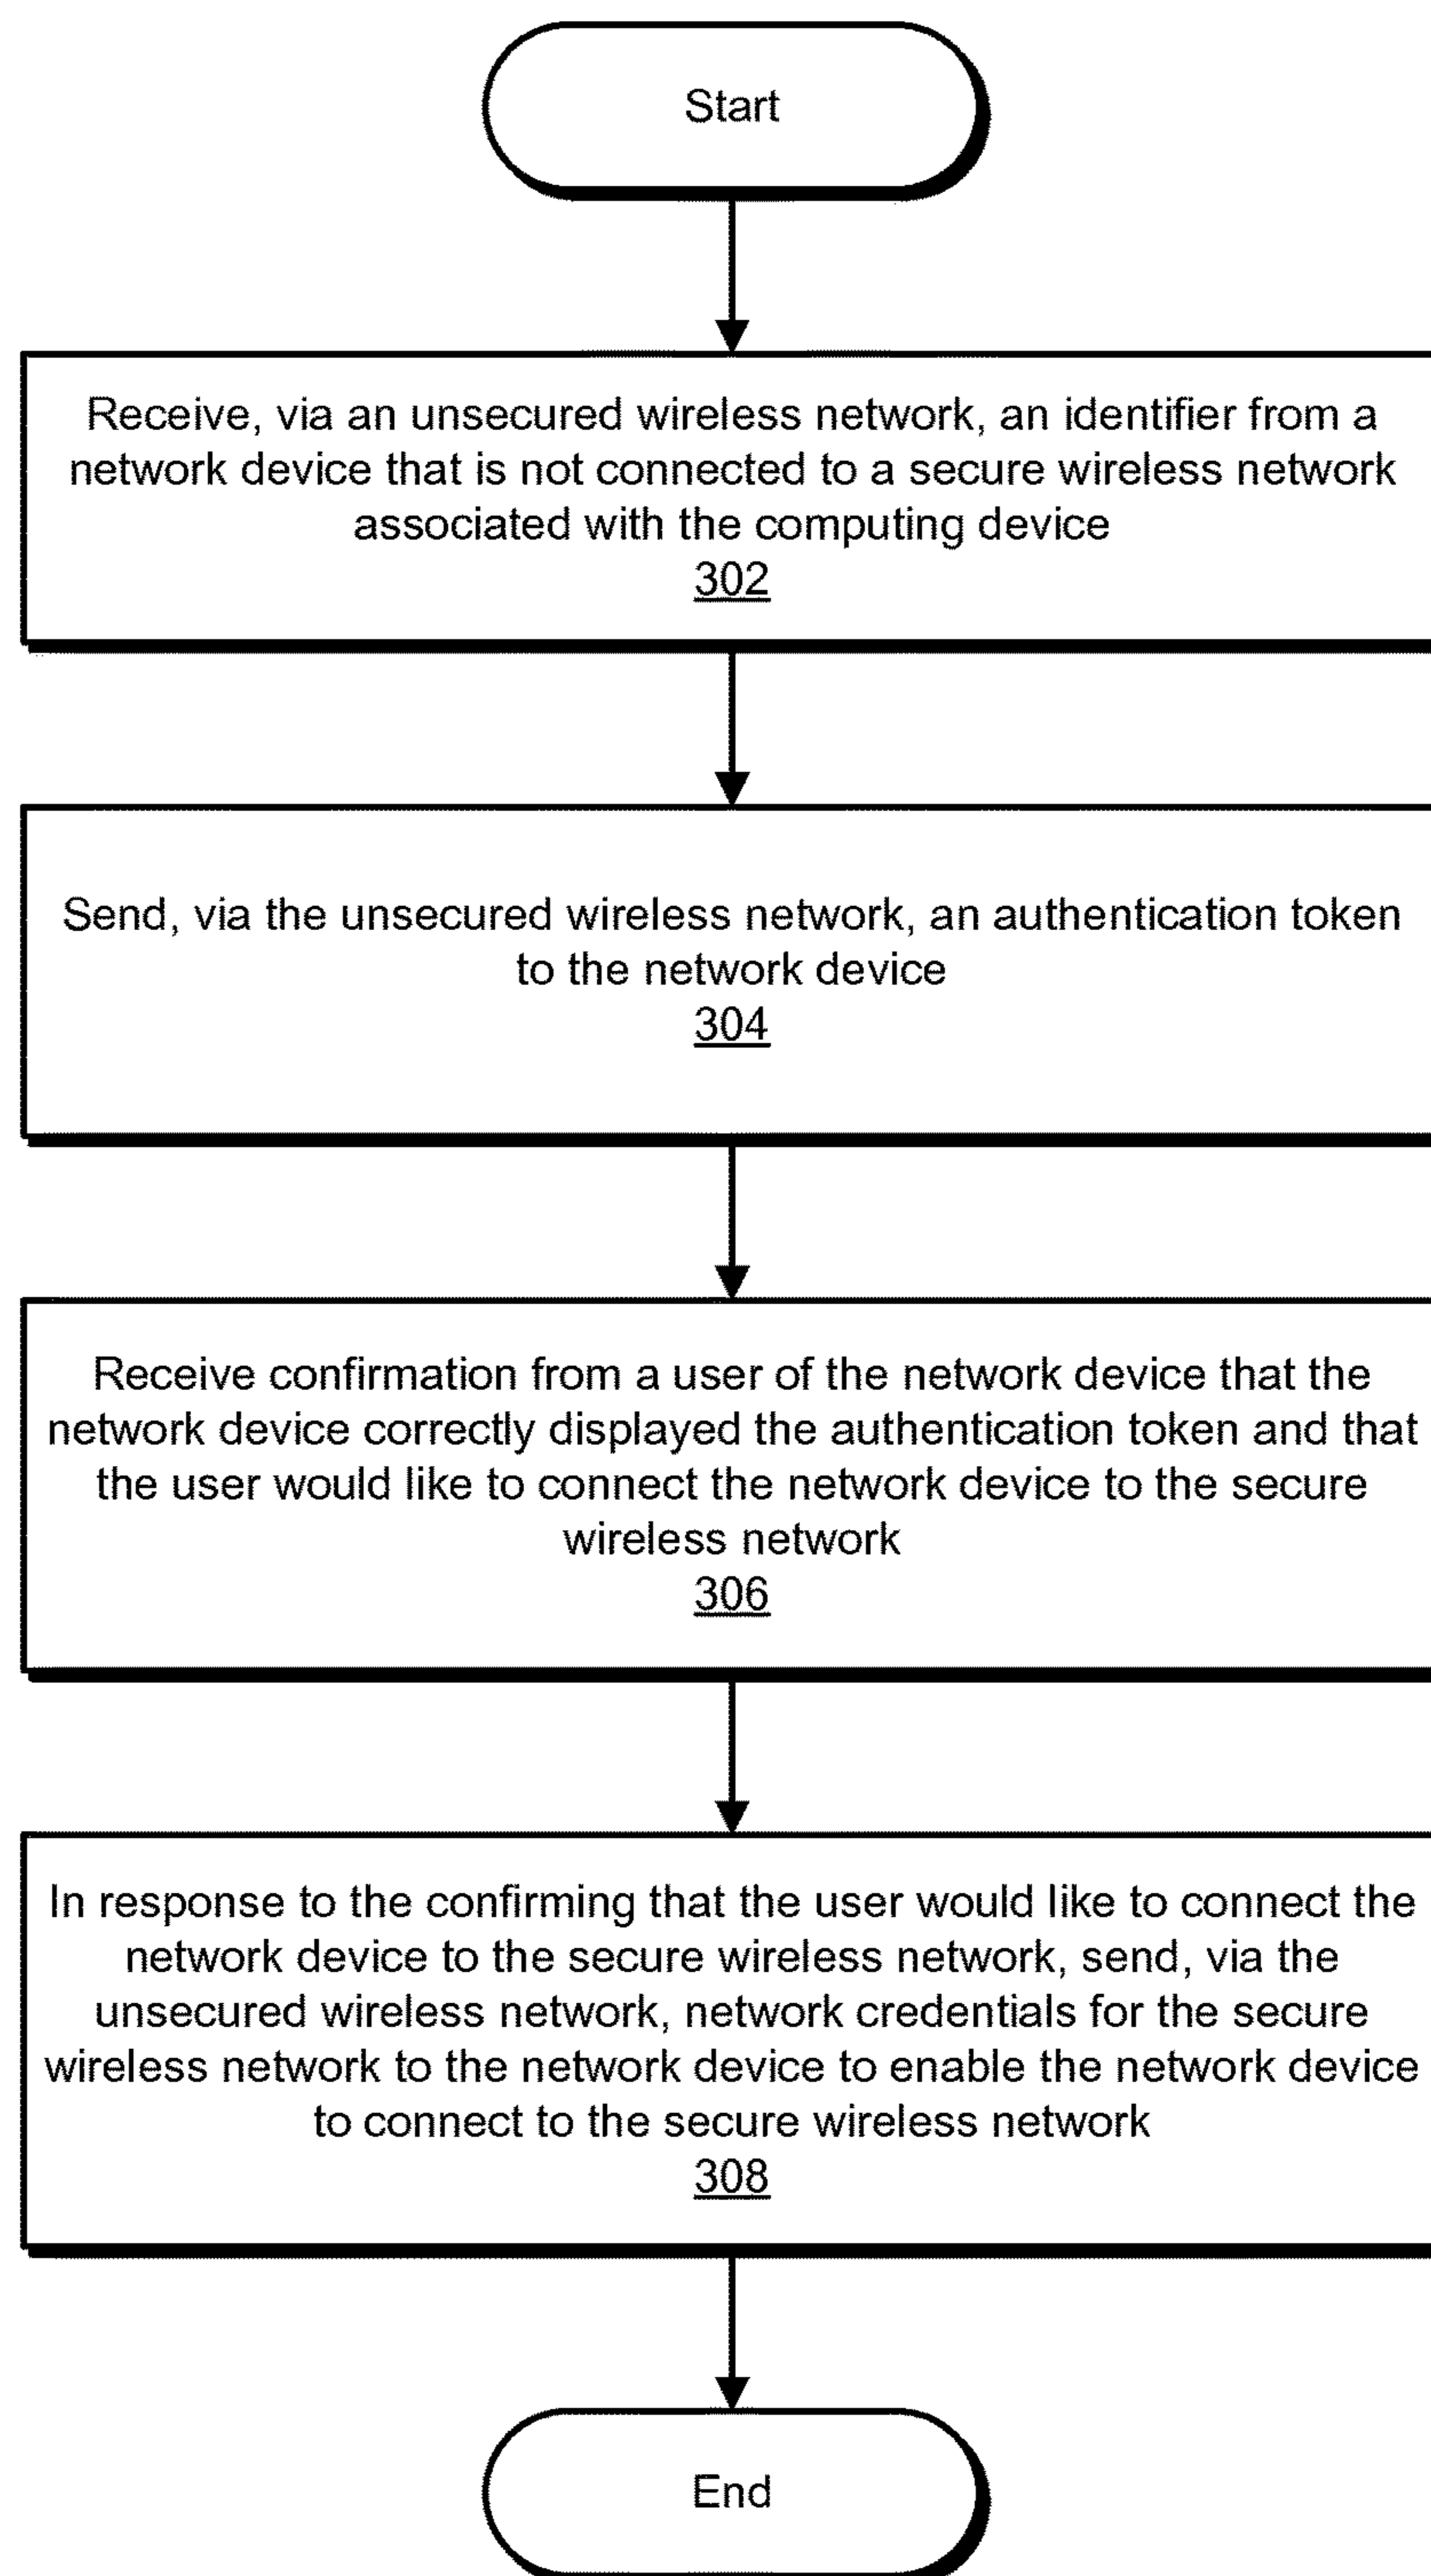 Start
Receive, via an unsecured wireless network, an identifier from a
network device that is not connected to a secure wireless network
associated with the computing device
302
Send, via the unsecured wireless network, an authentication token
to the network device
304
Receive confirmation from a user of the network device that the
network device correctly displayed the authentication token and that
the user would like to connect the network device to the secure
wireless network
306
In response to the confirming that the user would like to connect the
network device to the secure wireless network, send, via the
unsecured wireless network, network credentials for the secure
wireless network to the network device to enable the network device
to connect to the secure wireless network
308
End